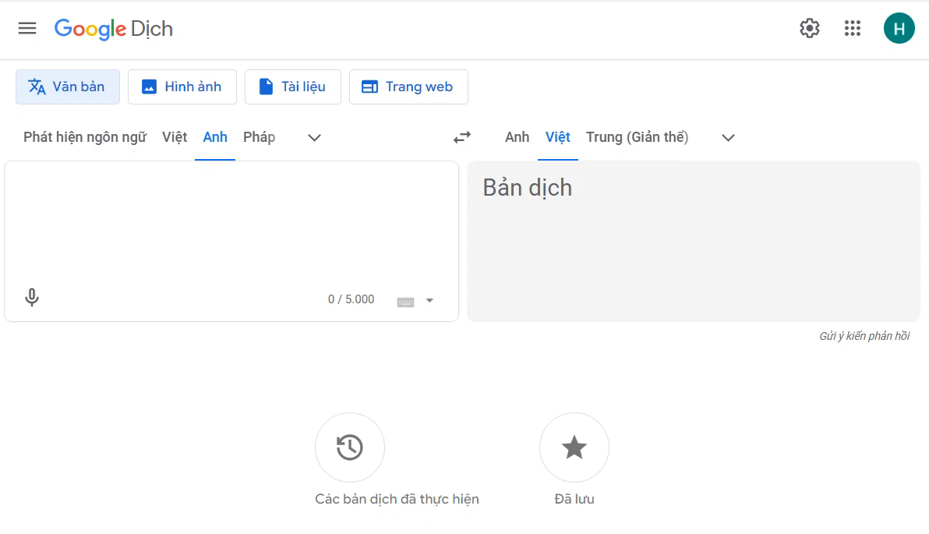 Google Dịch
H
Văn bản
Hình ảnh
Tài liệu
Trang web
Phát hiện ngôn ngữ Việt Anh Pháp
Anh Việt Trung (Giản thể)
Bản dịch
0 / 5.000
Gửi ý kiến phản hồi
Các bản dịch đã thực hiện
Đã lưu